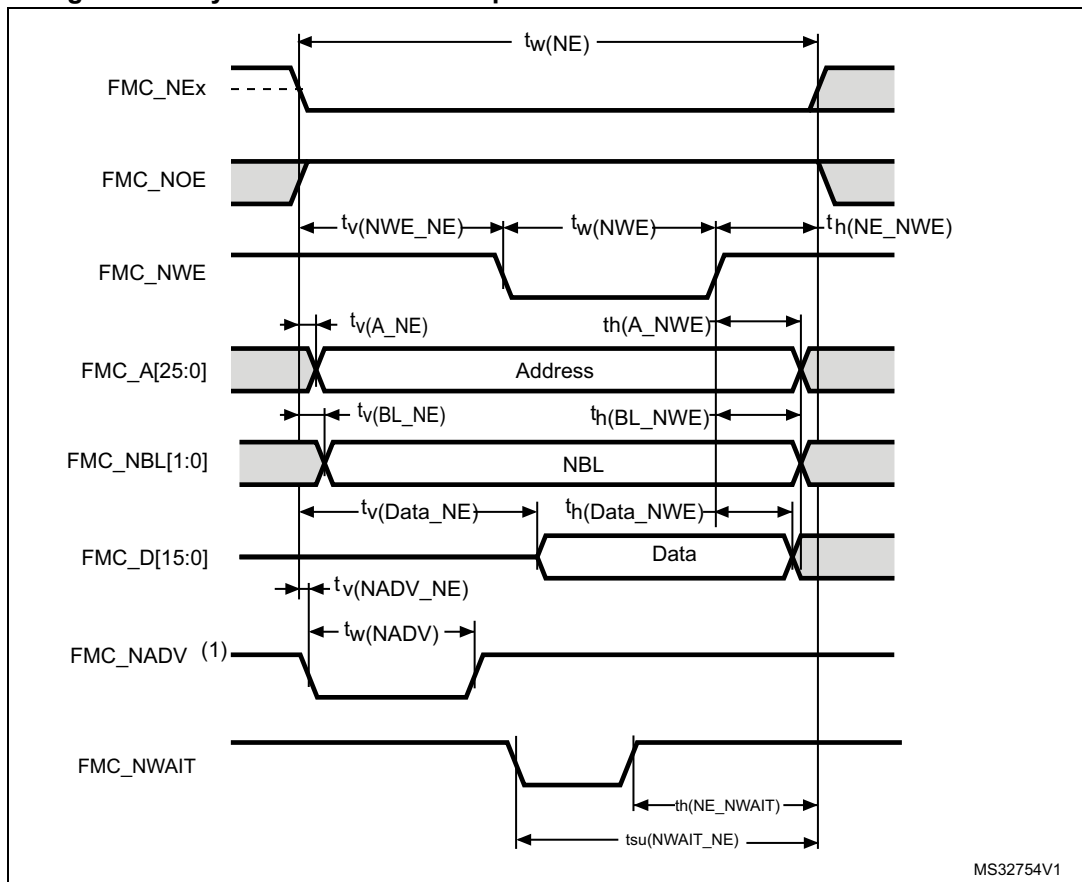 tw(NE)
FMC_NEx
FMC_NOE
tv(NWE_NE) tw(NWE) th(NE_NWE)
FMC_NWE
tv(A_NE) th(A_NWE)
FMC_A[25:0] Address
tv(BL_NE) th(BL_NWE)
FMC_NBL[1:0] NBL
tv(Data_NE) th(Data_NWE)
FMC_D[15:0] Data
tv(NADV_NE)
tw(NADV)
FMC_NADV (1)
FMC_NWAIT
th(NE_NWAIT)
tsu(NWAIT_NE)
MS32754V1